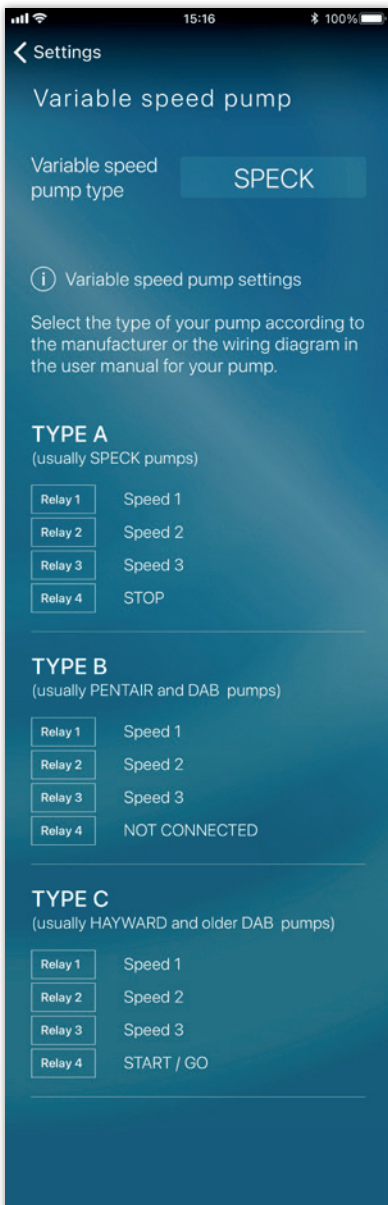 15:16
100%
Settings
Variable speed pump
Variable speed
pump type
SPECK
i Variable speed pump settings
Select the type of your pump according to
the manufacturer or the wiring diagram in
the user manual for your pump.
TYPE A
(usually SPECK pumps)
Relay 1 Speed 1
Relay 2 Speed 2
Relay 3 Speed 3
Relay 4 STOP
TYPE B
(usually PENTAIR and DAB pumps)
Relay 1 Speed 1
Relay 2 Speed 2
Relay 3 Speed 3
Relay 4 NOT CONNECTED
TYPE C
(usually HAYWARD and older DAB pumps)
Relay 1 Speed 1
Relay 2 Speed 2
Relay 3 Speed 3
Relay 4 START / GO